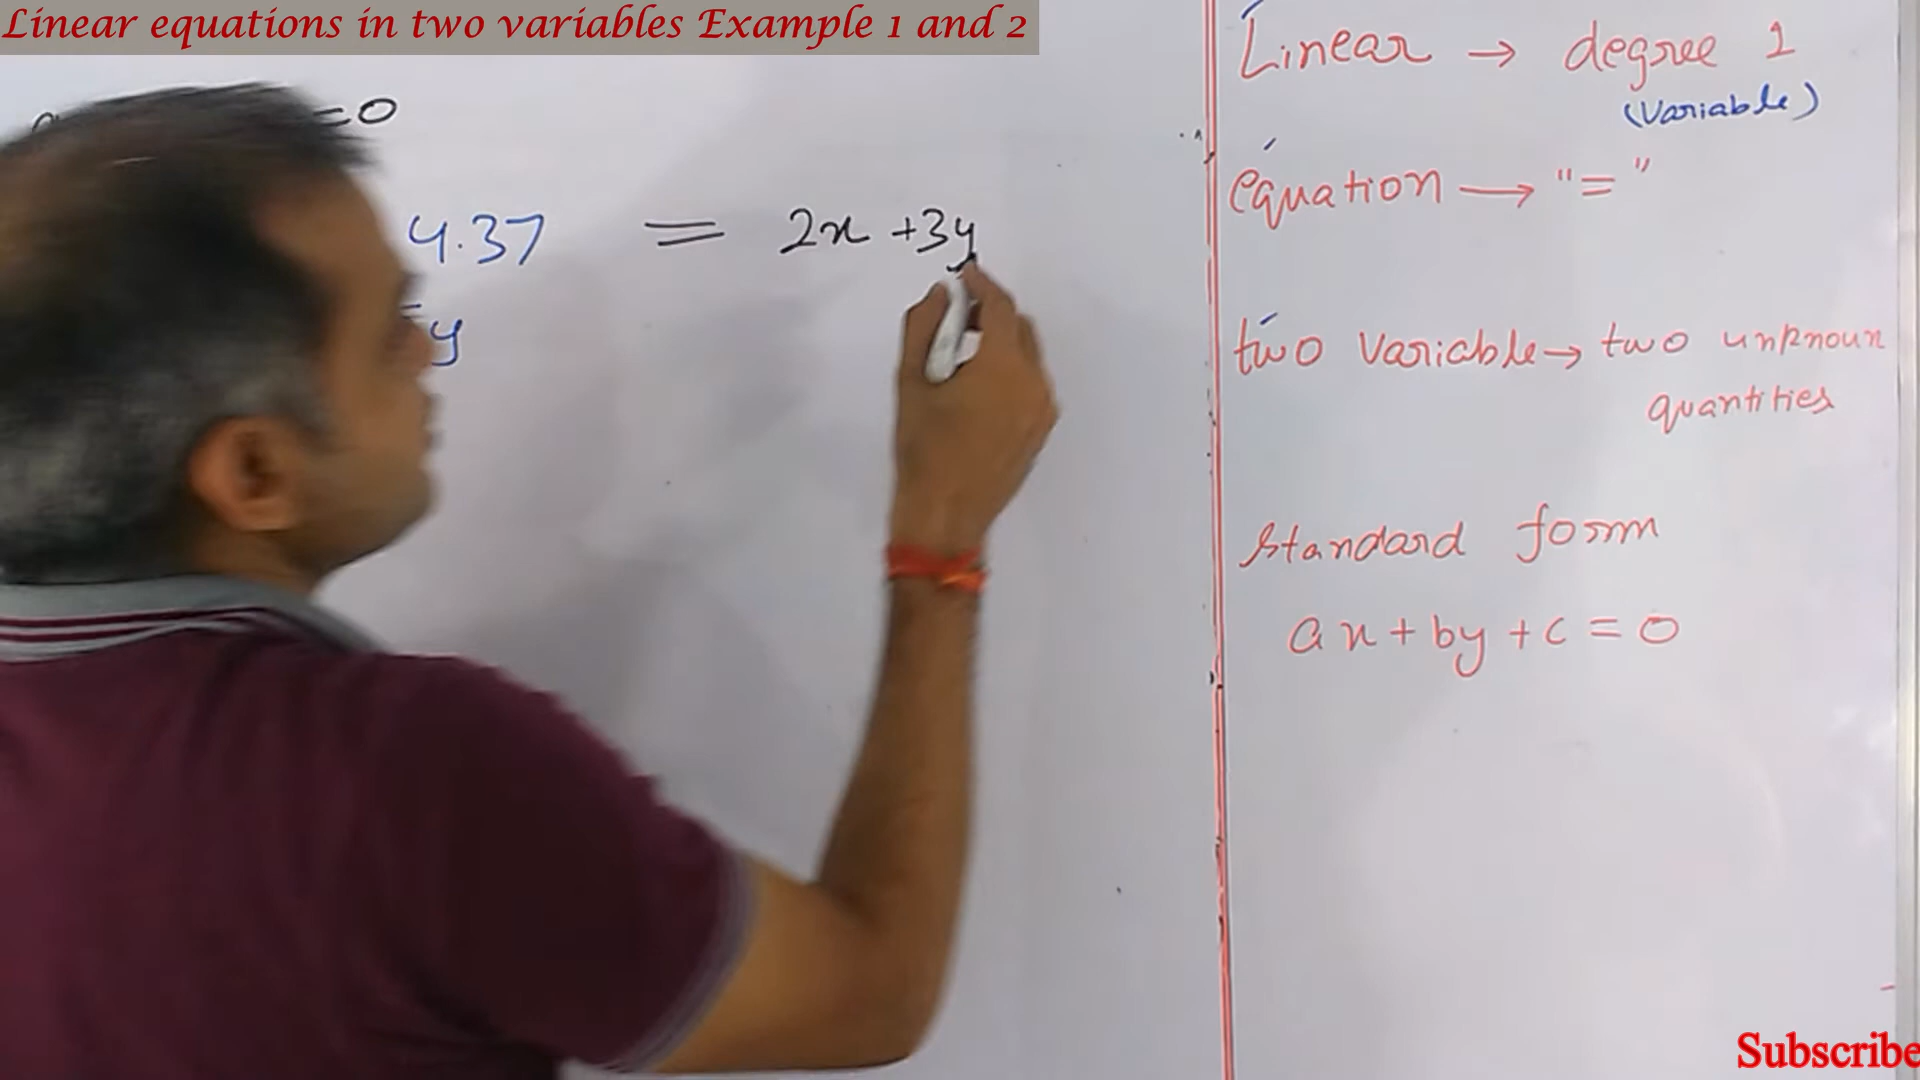 Linear equations in two variables Example 1 and 2
=0
4.37 = 2x +3y
y
Linear → degree 1
(Variable)
equation → "="
two variable → two unknown
quantities
standard form
ax + by + c = 0
Subscribe